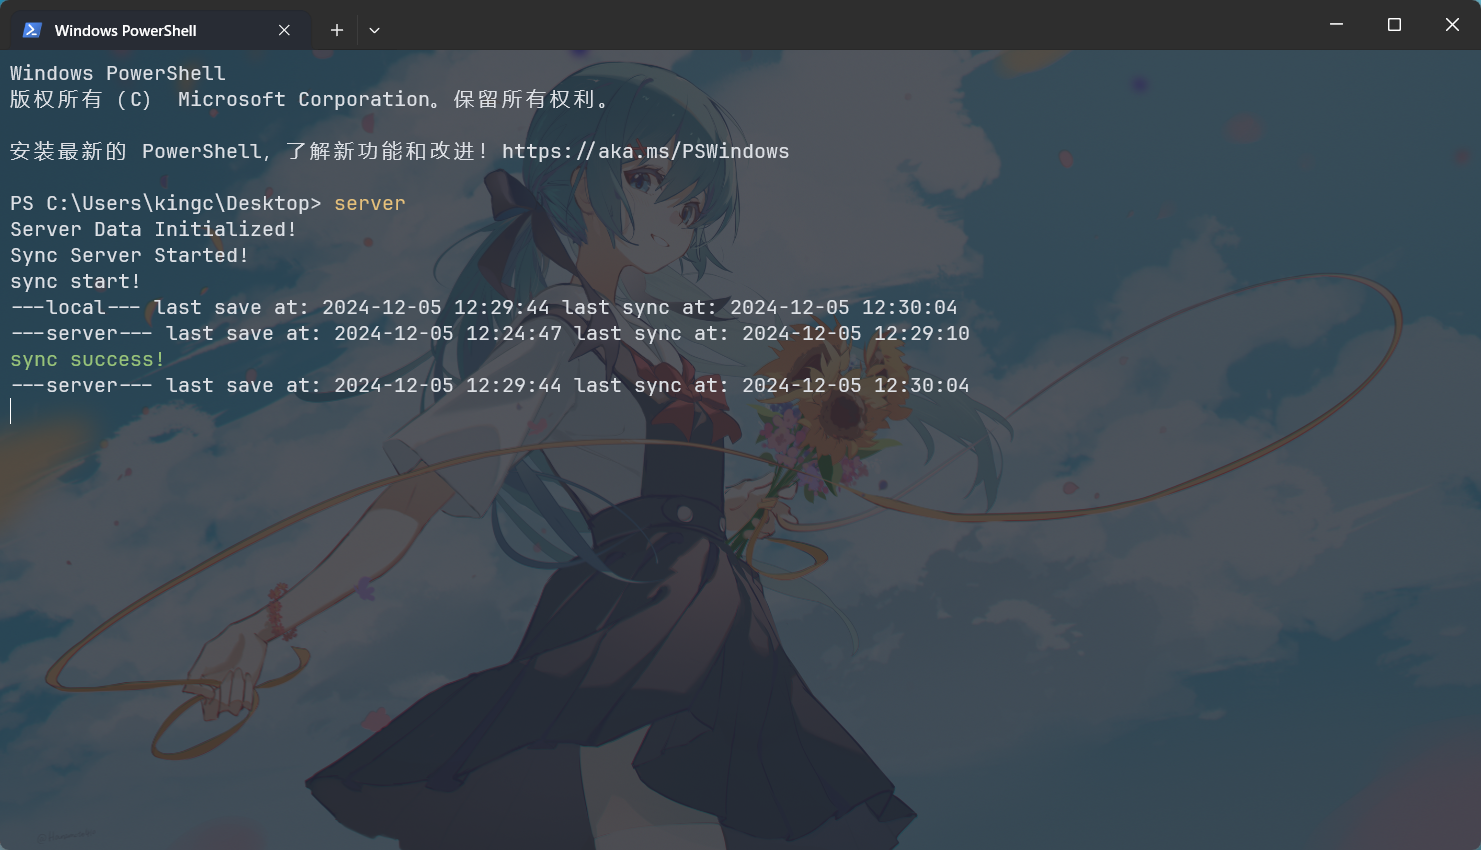 Windows PowerShell
Windows PowerShell
版权所有 (C) Microsoft Corporation。保留所有权利。
安装最新的 PowerShell,了解新功能和改进!https://aka.ms/PSWindows
PS C:\Users\kingc\Desktop> server
Server Data Initialized!
Sync Server Started!
sync start!
---local--- last save at: 2024-12-05 12:29:44 last sync at: 2024-12-05 12:30:04
---server--- last save at: 2024-12-05 12:24:47 last sync at: 2024-12-05 12:29:10
sync success!
---server--- last save at: 2024-12-05 12:29:44 last sync at: 2024-12-05 12:30:04